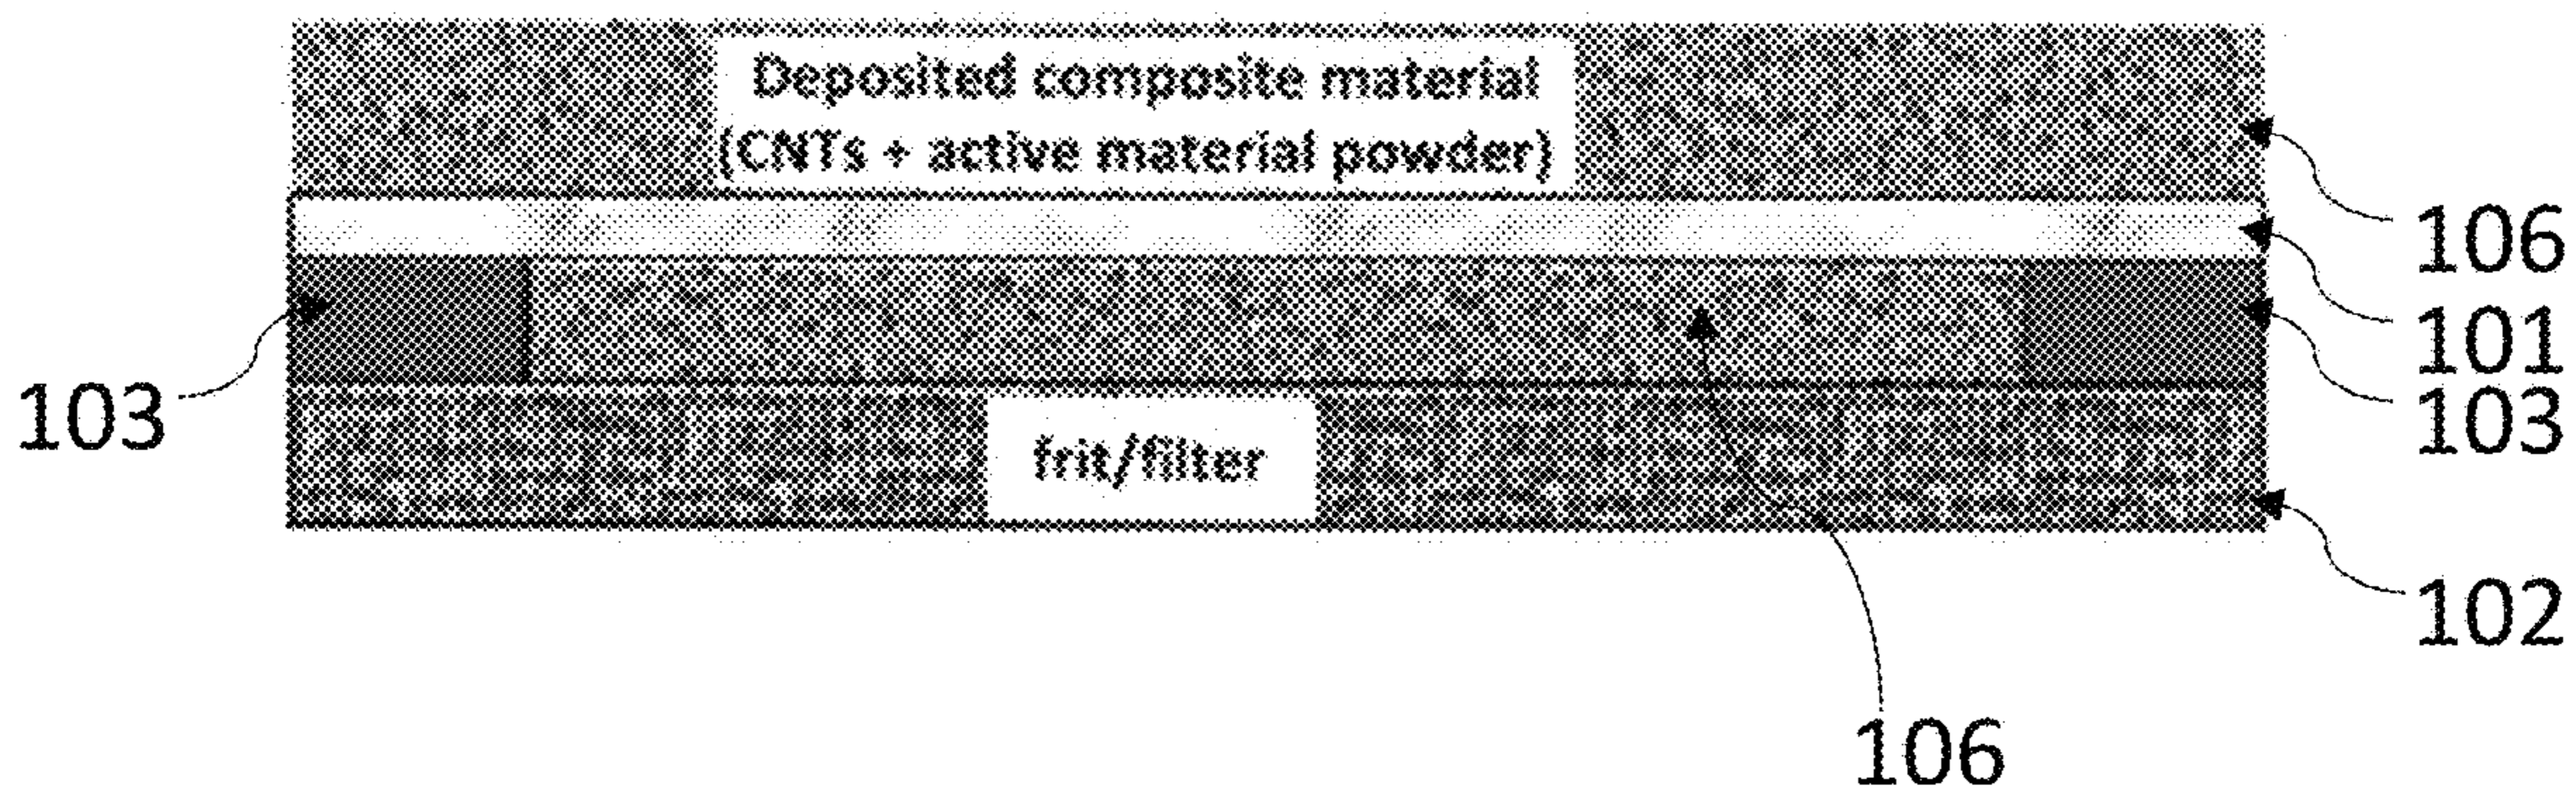 Deposited composite material
(CNTs + active material powder)
106
101
103
103
frit/filter
102
106